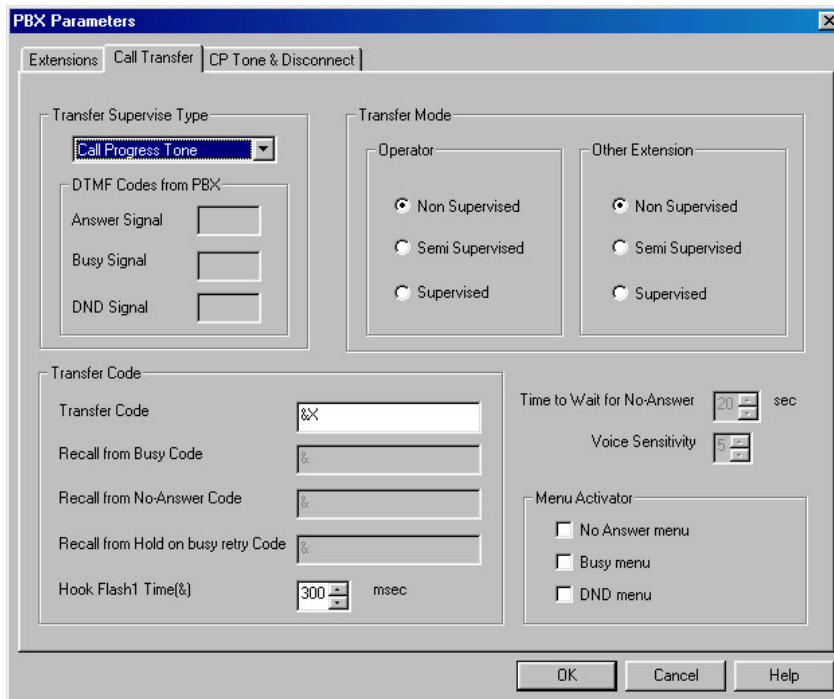 PBX Parameters
Extensions
Call Transfer
CP Tone & Disconnect
Transfer Supervise Type
Call Progress Tone
DTMF Codes from PBX
Answer Signal
Busy Signal
DND Signal
Transfer Mode
Operator
Non Supervised
Semi Supervised
Supervised
Other Extension
Non Supervised
Semi Supervised
Supervised
Transfer Code
Transfer Code &X
Recall from Busy Code &
Recall from No-Answer Code &
Recall from Hold on busy retry Code &
Hook Flash1 Time(&) 300 msec
Time to Wait for No-Answer 20 sec
Voice Sensitivity 5
Menu Activator
No Answer menu
Busy menu
DND menu
OK
Cancel
Help